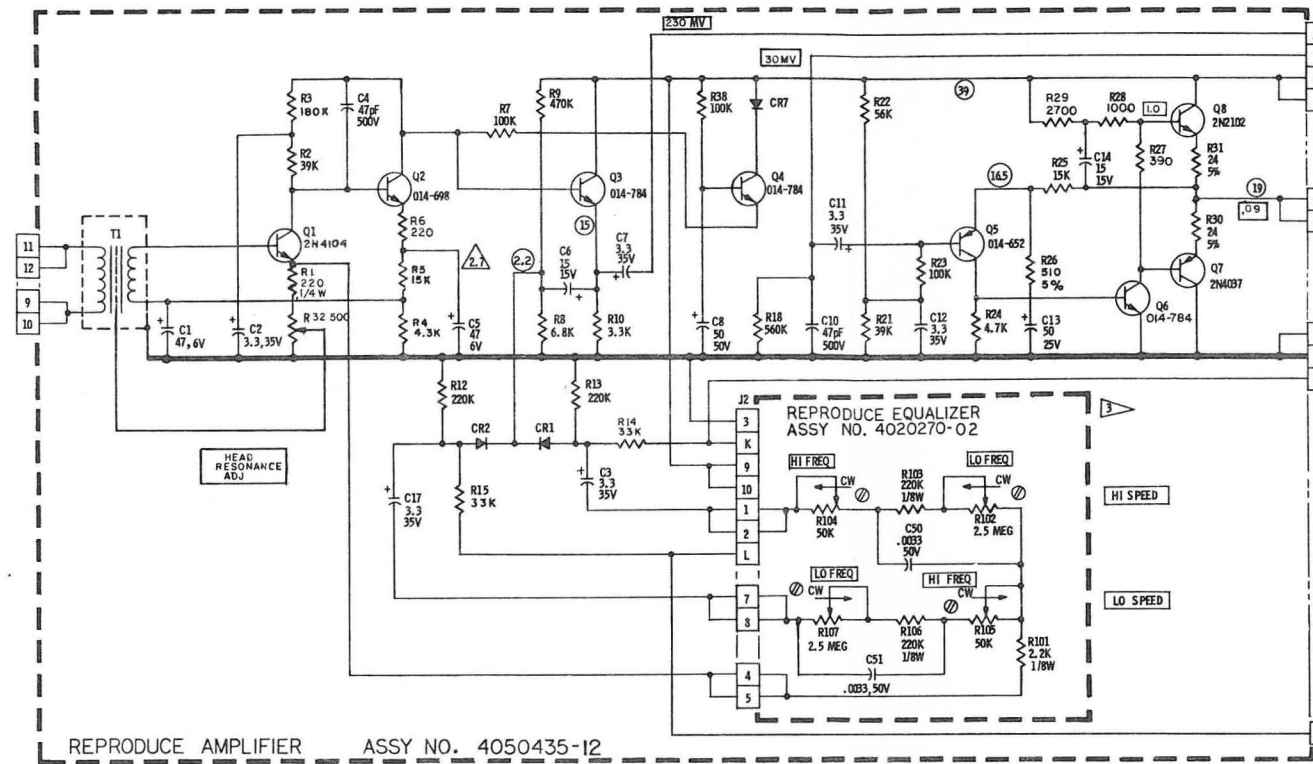 230 MV
30MV
R3
180K
C4
47pF
500V
R2
39K
Q2
014-698
T1
Q1
2N4104
R6
220
R1
220
1/4W
R5
15K
R32 500
R4
4.3K
C1
47,6V
C2
3.3,35V
C5
47
6V
2.7
11
12
9
10
R7
100K
R9
470K
Q3
014-784
15
2.2
C6
15
15V
C7
3.3
35V
R8
6.8K
R10
3.3K
R38
100K
CR7
Q4
014-784
C8
50
50V
R18
560K
C10
47pF
500V
C11
3.3
35V
R22
56K
R21
39K
R23
100K
C12
3.3
35V
Q5
014-652
R24
4.7K
39
16.5
R29
2700
R28
1000
1.0
Q8
2N2102
R27
390
R25
15K
C14
15
15V
R31
24
5%
19
.09
R30
24
5%
R26
510
5%
C13
50
25V
Q6
014-784
Q7
2N4037
R12
220K
R13
220K
R14
33K
CR2
CR1
C17
3.3
35V
R15
33K
C3
3.3
35V
HEAD
RESONANCE
ADJ
J2
3
K
9
10
1
2
L
7
8
4
5
REPRODUCE EQUALIZER
ASSY NO. 4020270-02
3
HI FREQ
CW
R104
50K
R103
220K
1/8W
LO FREQ
CW
R102
2.5 MEG
C50
.0033
50V
HI SPEED
LO FREQ
CW
R107
2.5 MEG
R106
220K
1/8W
HI FREQ
CW
R105
50K
C51
.0033,50V
R101
2.2K
1/8W
LO SPEED
REPRODUCE AMPLIFIER ASSY NO. 4050435-12